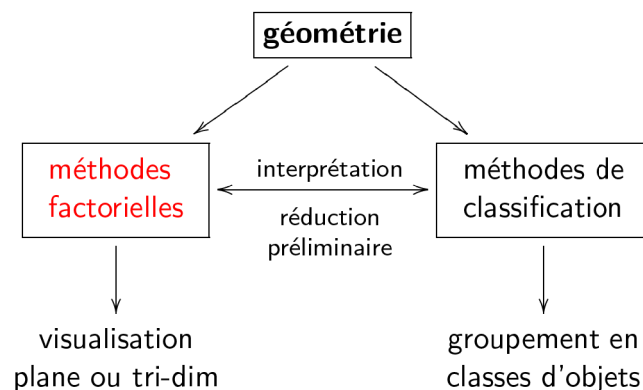 géométrie
méthodes
factorielles
interprétation
réduction
préliminaire
méthodes de
classification
visualisation
plane ou tri-dim
groupement en
classes d'objets